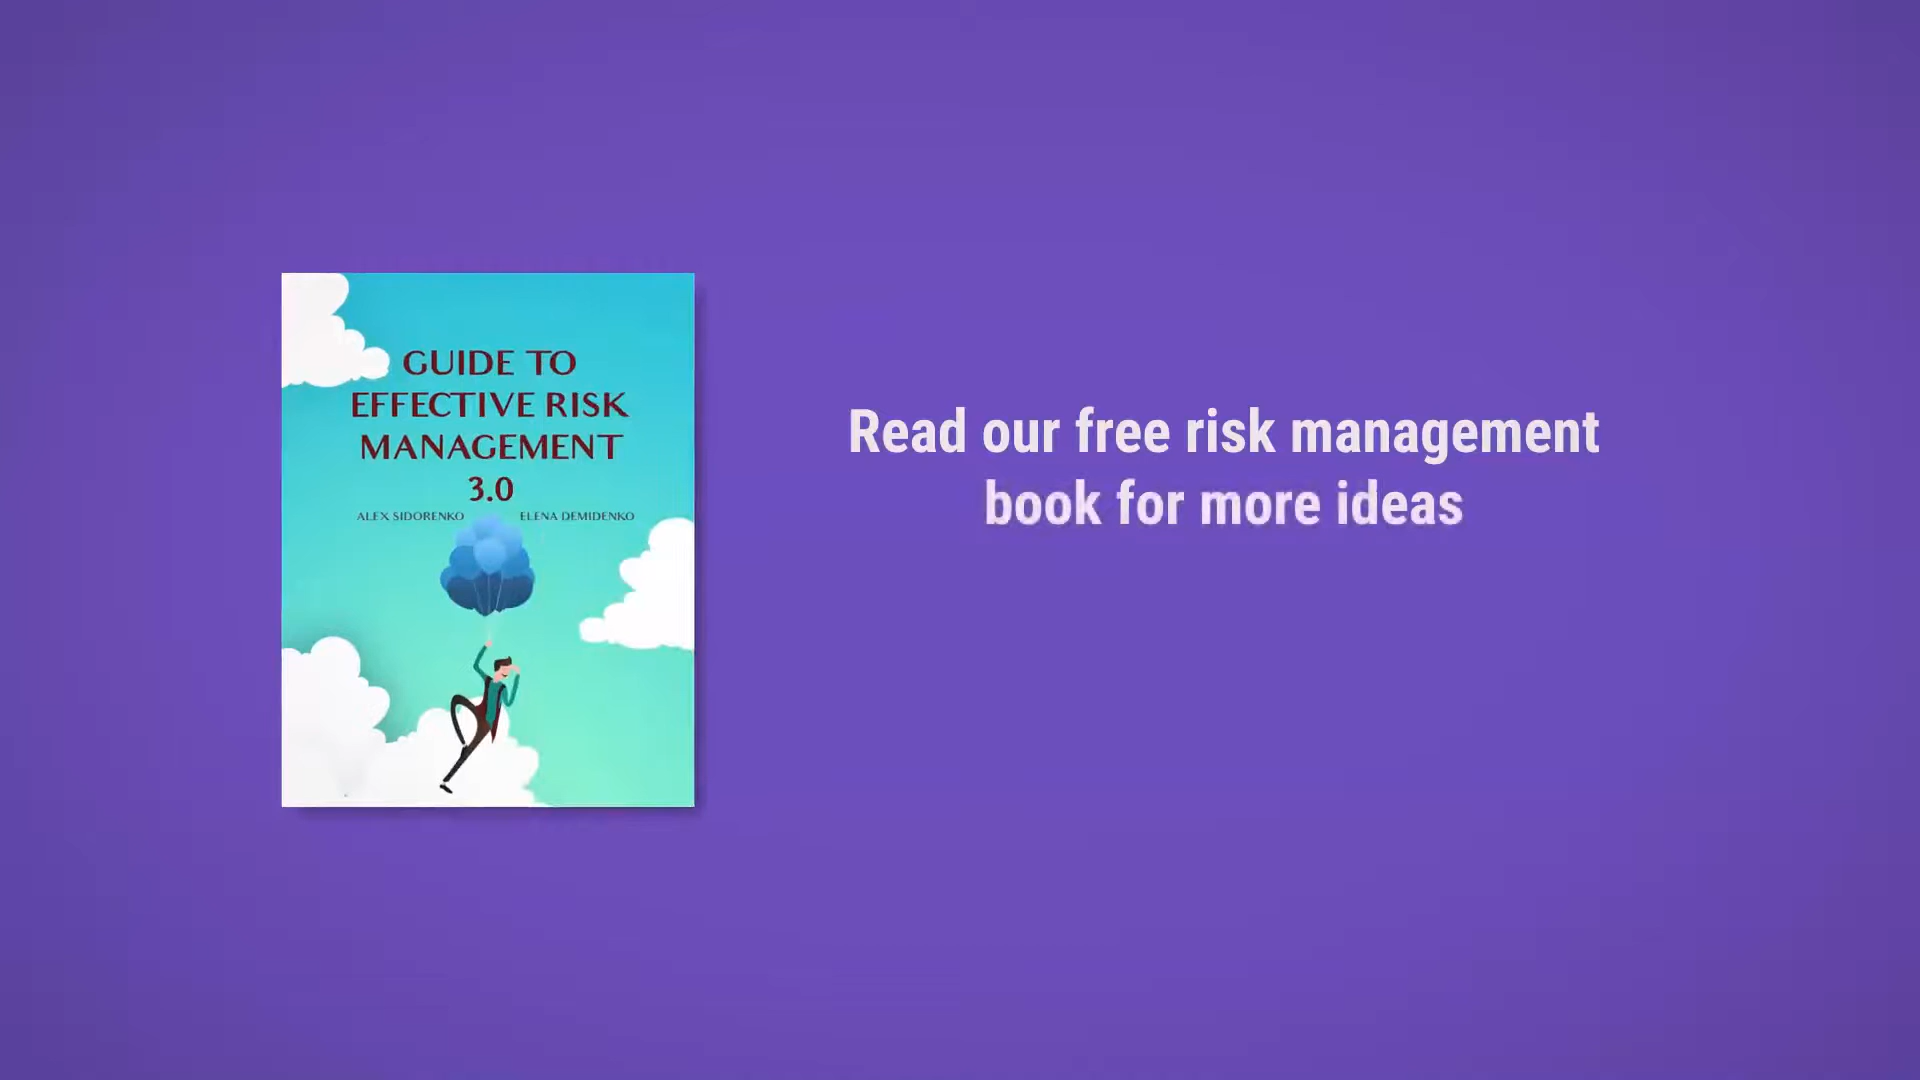 GUIDE TO
EFFECTIVE RISK
MANAGEMENT
3.0
ALEX SIDORENKO ELENA DEMIDENKO
Read our free risk management
book for more ideas